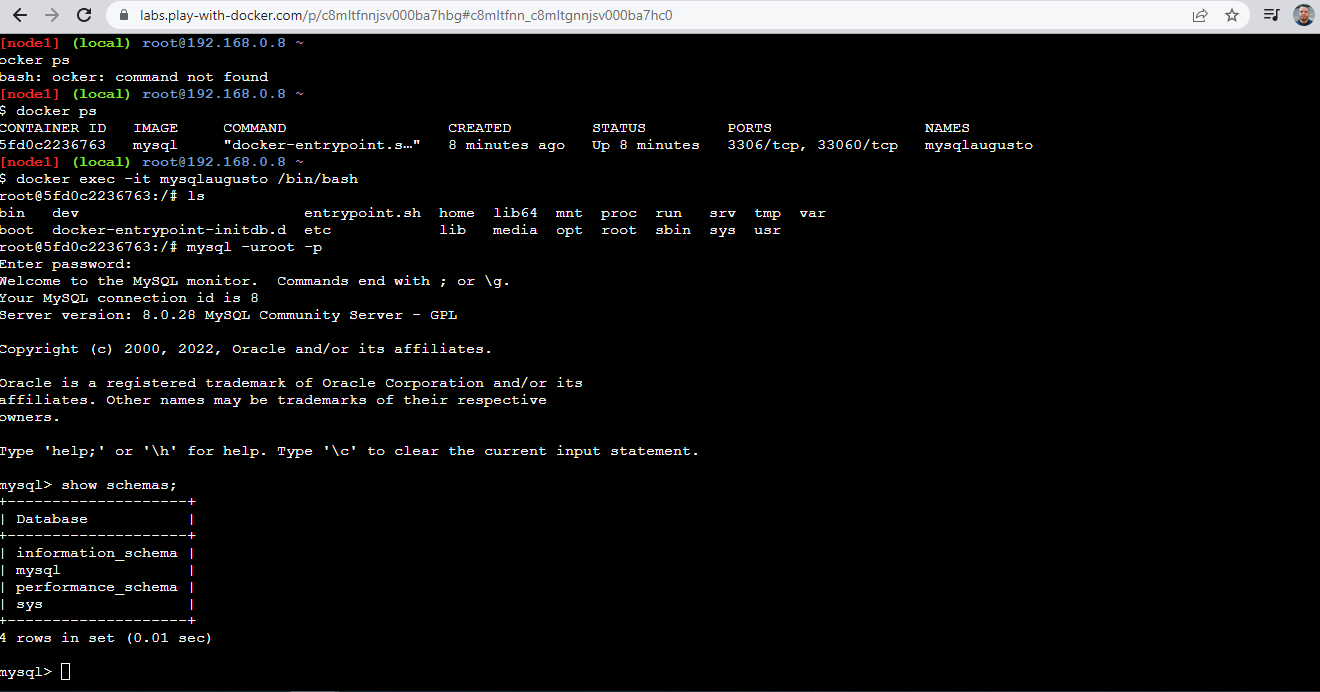 labs.play-with-docker.com/p/c8mltfnnjsv000ba7hbg#c8mltfnn_c8mltgnnjsv000ba7hc0
[node1] (local) root@192.168.0.8 ~
ocker ps
bash: ocker: command not found
[node1] (local) root@192.168.0.8 ~
$ docker ps
CONTAINER ID   IMAGE     COMMAND                  CREATED         STATUS         PORTS                 NAMES
5fd0c2236763   mysql     "docker-entrypoint.s…"   8 minutes ago   Up 8 minutes   3306/tcp, 33060/tcp   mysqlaugusto
[node1] (local) root@192.168.0.8 ~
$ docker exec -it mysqlaugusto /bin/bash
root@5fd0c2236763:/# ls
bin   dev                         entrypoint.sh  home  lib64  mnt  proc  run   srv  tmp  var
boot  docker-entrypoint-initdb.d  etc            lib   media  opt  root  sbin  sys  usr
root@5fd0c2236763:/# mysql -uroot -p
Enter password:
Welcome to the MySQL monitor.  Commands end with ; or \g.
Your MySQL connection id is 8
Server version: 8.0.28 MySQL Community Server - GPL
Copyright (c) 2000, 2022, Oracle and/or its affiliates.
Oracle is a registered trademark of Oracle Corporation and/or its
affiliates. Other names may be trademarks of their respective
owners.
Type 'help;' or '\h' for help. Type '\c' to clear the current input statement.
mysql> show schemas;
+--------------------+
| Database           |
+--------------------+
| information_schema |
| mysql              |
| performance_schema |
| sys                |
+--------------------+
4 rows in set (0.01 sec)
mysql>